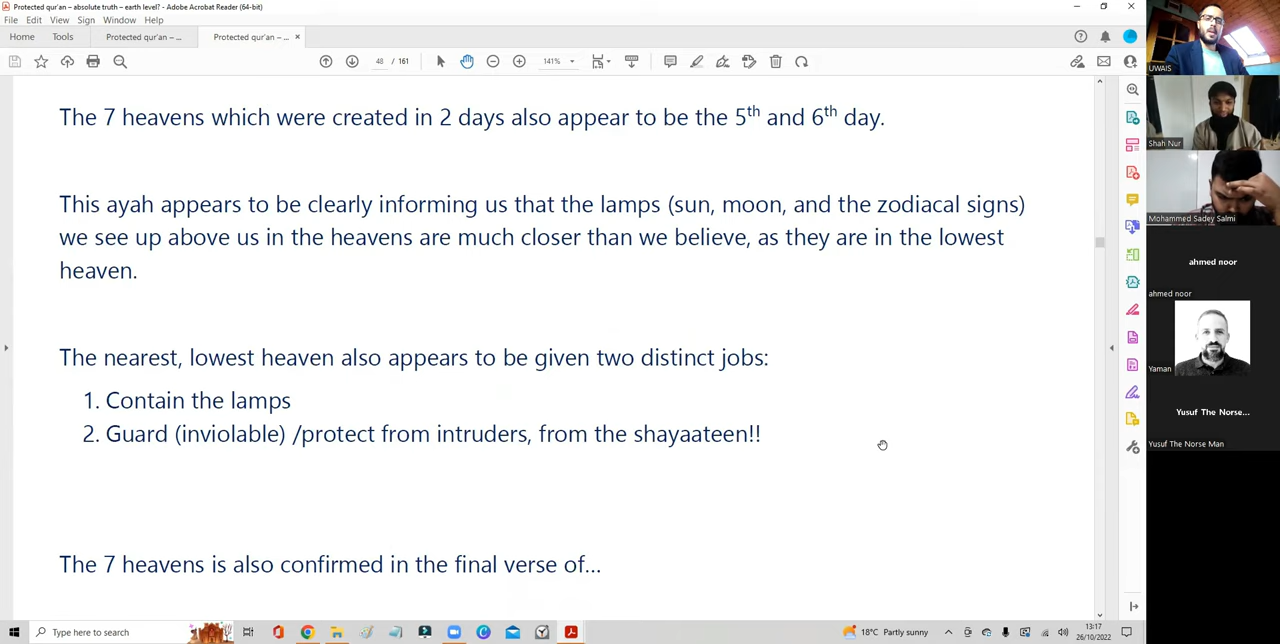 Protected qur'an – absolute truth – earth level? - Adobe Acrobat Reader (64-bit)
File Edit View Sign Window Help
Home Tools Protected qur'an – ... Protected qur'an – ... ×
48 / 161 141%
The 7 heavens which were created in 2 days also appear to be the 5th and 6th day.
This ayah appears to be clearly informing us that the lamps (sun, moon, and the zodiacal signs)
we see up above us in the heavens are much closer than we believe, as they are in the lowest
heaven.
The nearest, lowest heaven also appears to be given two distinct jobs:
1. Contain the lamps
2. Guard (inviolable) /protect from intruders, from the shayaateen!!
The 7 heavens is also confirmed in the final verse of...
UWAIS
Shah Nur
Mohammed Sadey Salmi
ahmed noor
ahmed noor
Yaman
Yusuf The Norse...
Yusuf The Norse Man
Type here to search
18°C Partly sunny
13:17
26/10/2022